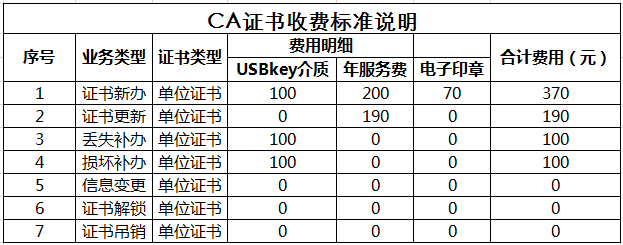 CA证书收费标准说明
序号 业务类型 证书类型 费用明细 合计费用（元）
USBkey介质 年服务费 电子印章
1 证书新办 单位证书 100 200 70 370
2 证书更新 单位证书 0 190 0 190
3 丢失补办 单位证书 100 0 0 100
4 损坏补办 单位证书 100 0 0 100
5 信息变更 单位证书 0 0 0 0
6 证书解锁 单位证书 0 0 0 0
7 证书吊销 单位证书 0 0 0 0